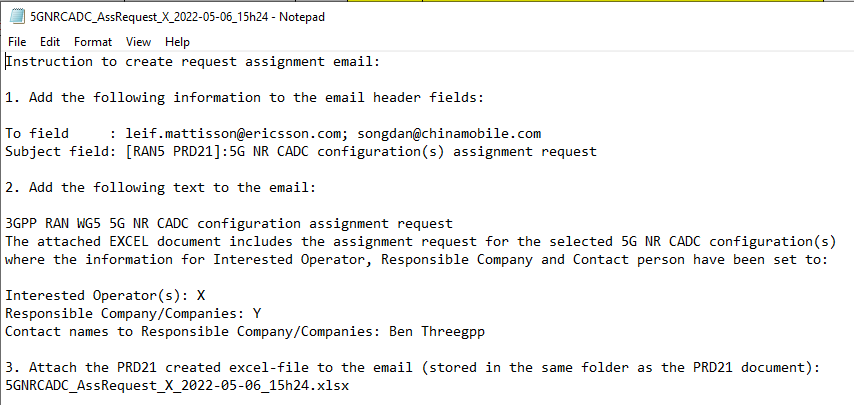 5GNRCADC_AssRequest_X_2022-05-06_15h24 - Notepad
File Edit Format View Help
Instruction to create request assignment email:
1. Add the following information to the email header fields:
To field     : leif.mattisson@ericsson.com; songdan@chinamobile.com
Subject field: [RAN5 PRD21]:5G NR CADC configuration(s) assignment request
2. Add the following text to the email:
3GPP RAN WG5 5G NR CADC configuration assignment request
The attached EXCEL document includes the assignment request for the selected 5G NR CADC configuration(s)
where the information for Interested Operator, Responsible Company and Contact person have been set to:
Interested Operator(s): X
Responsible Company/Companies: Y
Contact names to Responsible Company/Companies: Ben Threegpp
3. Attach the PRD21 created excel-file to the email (stored in the same folder as the PRD21 document):
5GNRCADC_AssRequest_X_2022-05-06_15h24.xlsx